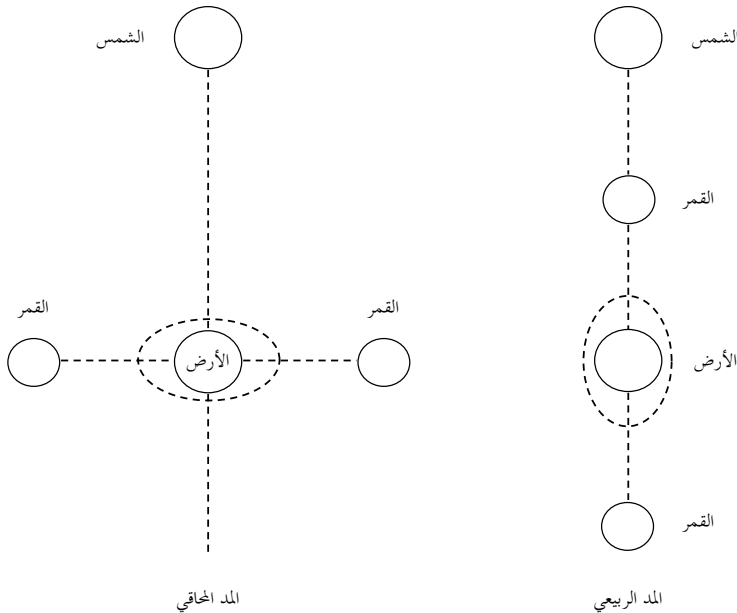 الشمس
القمر
الأرض
القمر
المد الربيعي
الشمس
القمر
القمر
الأرض
المد المحاقي